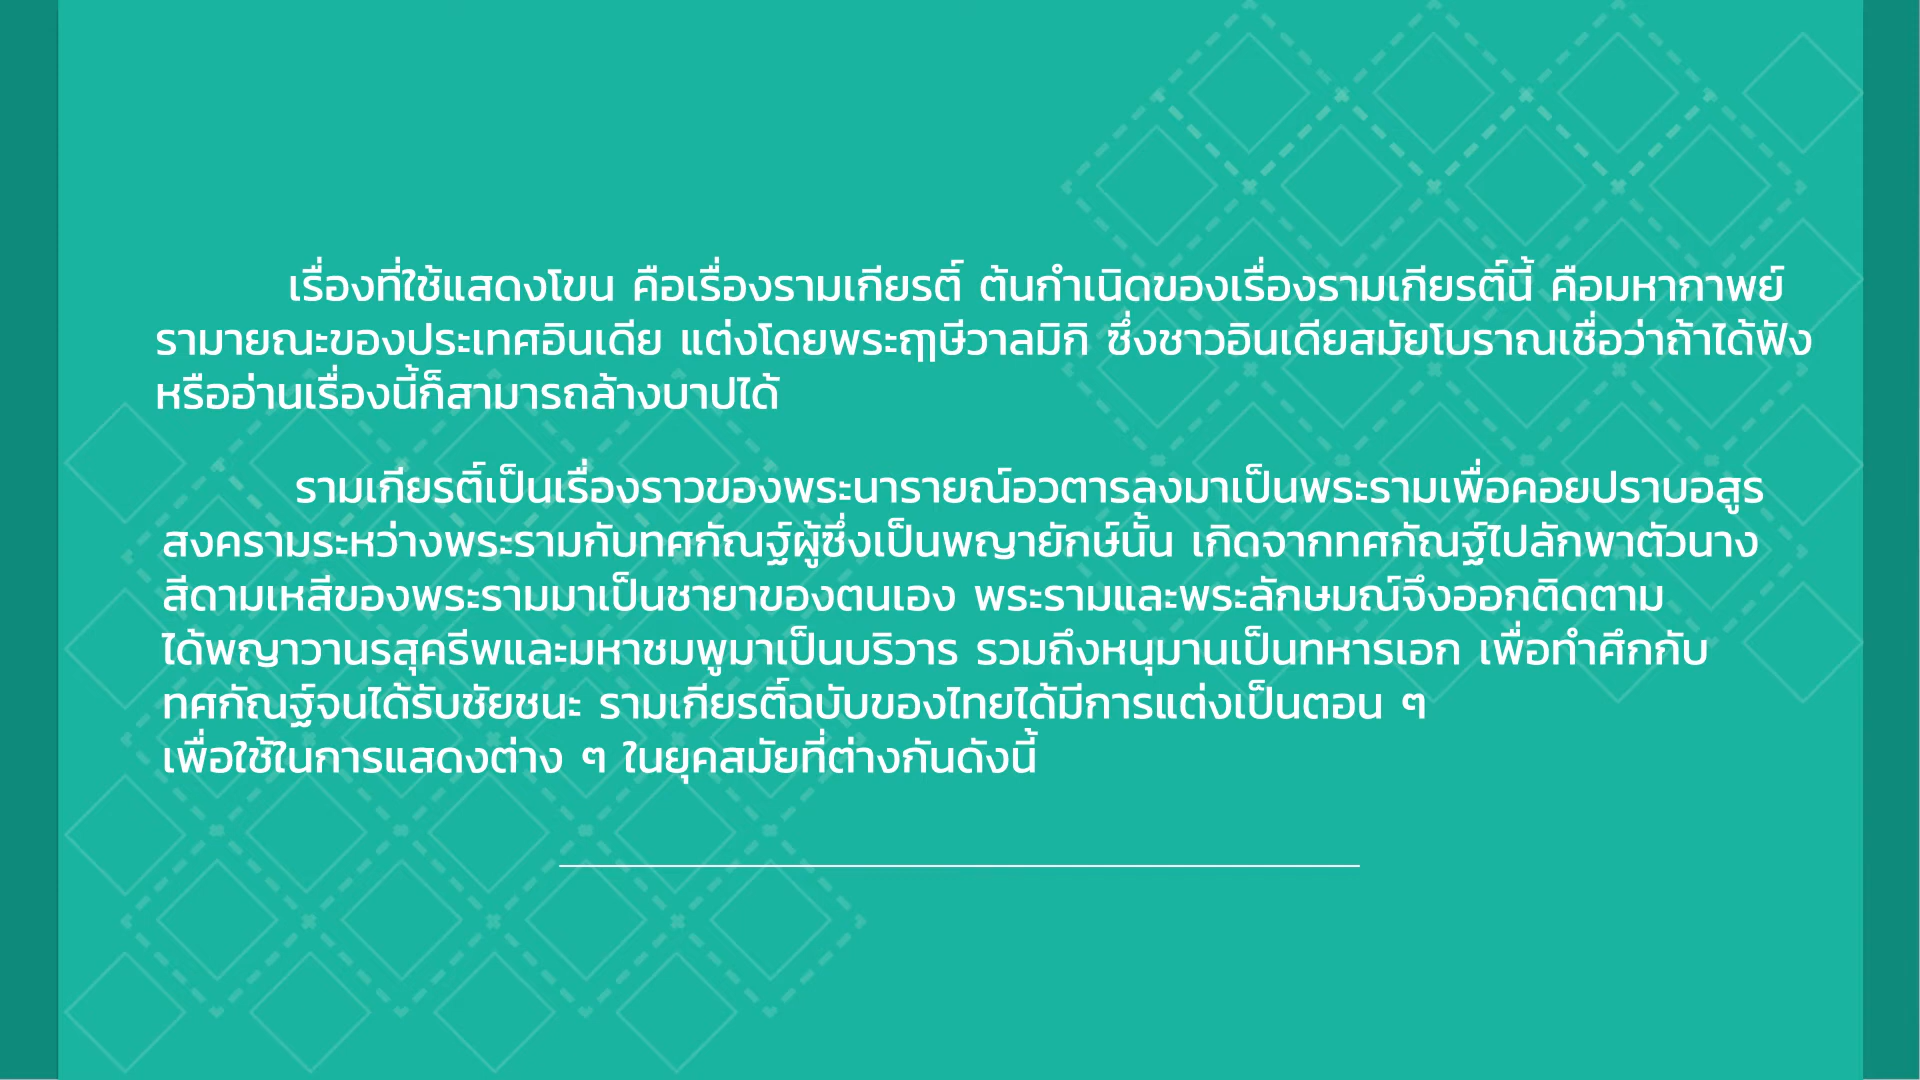 เรื่องที่ใช้แสดงโขน คือเรื่องรามเกียรติ์ ต้นกำเนิดของเรื่องรามเกียรติ์นี้ คือมหากาพย์
รามายณะของประเทศอินเดีย แต่งโดยพระฤๅษีวาลมิกิ ซึ่งชาวอินเดียสมัยโบราณเชื่อว่าถ้าได้ฟัง
หรืออ่านเรื่องนี้ก็สามารถล้างบาปได้
รามเกียรติ์เป็นเรื่องราวของพระนารายณ์อวตารลงมาเป็นพระรามเพื่อคอยปราบอสูร
สงครามระหว่างพระรามกับทศกัณฐ์ผู้ซึ่งเป็นพญายักษ์นั้น เกิดจากทศกัณฐ์ไปลักพาตัวนาง
สีดามเหสีของพระรามมาเป็นชายาของตนเอง พระรามและพระลักษมณ์จึงออกติดตาม
ได้พญาวานรสุครีพและมหาชมพูมาเป็นบริวาร รวมถึงหนุมานเป็นทหารเอก เพื่อทำศึกกับ
ทศกัณฐ์จนได้รับชัยชนะ รามเกียรติ์ฉบับของไทยได้มีการแต่งเป็นตอน ๆ
เพื่อใช้ในการแสดงต่าง ๆ ในยุคสมัยที่ต่างกันดังนี้